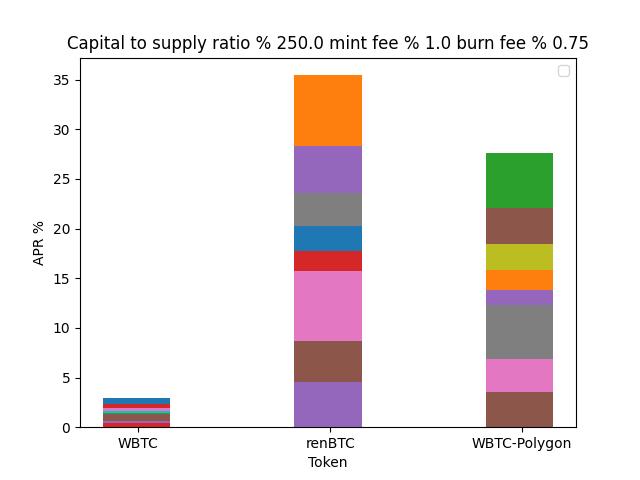 Capital to supply ratio % 250.0 mint fee % 1.0 burn fee % 0.75
35
30
25
20
15
10
5
0
APR %
WBTC renBTC WBTC-Polygon
Token